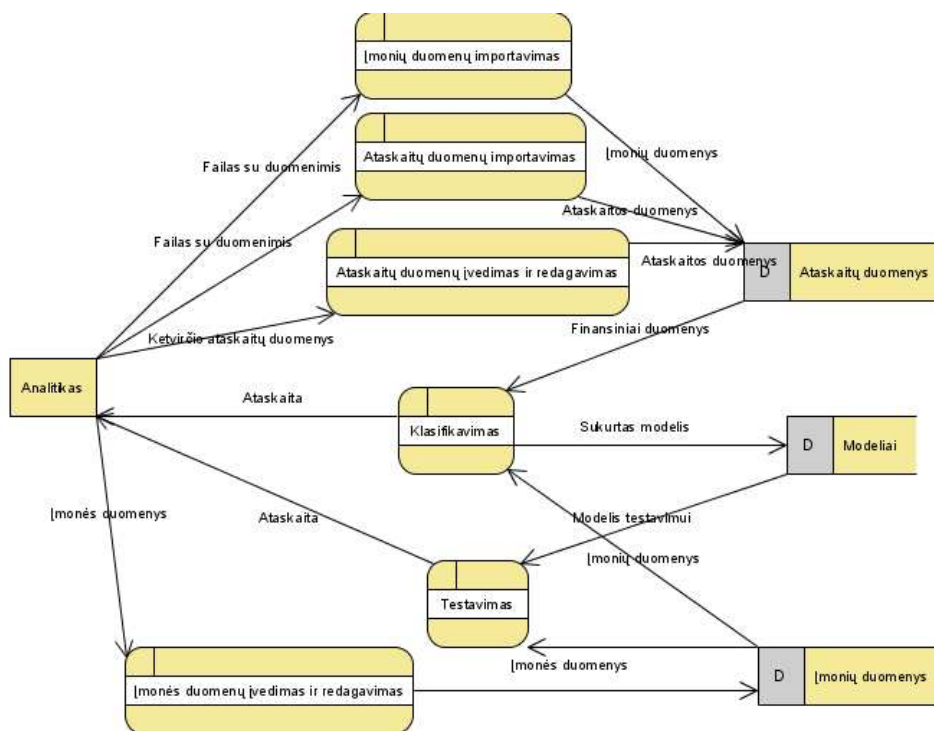 Įmonių duomenų importavimas
Failas su duomenimis
Ataskaitų duomenų importavimas
Įmonių duomenys
Ataskaitos duomenys
Failas su duomenimis
Ataskaitų duomenų įvedimas ir redagavimas
Ataskaitos duomenys
D
Ataskaitų duomenys
Ketvirčio ataskaitų duomenys
Finansiniai duomenys
Analitikas
Ataskaita
Klasifikavimas
Sukurtas modelis
D
Modeliai
Įmonės duomenys
Ataskaita
Modelis testavimui
Įmonių duomenys
Testavimas
Įmonės duomenys
D
Įmonių duomenys
Įmonės duomenų įvedimas ir redagavimas